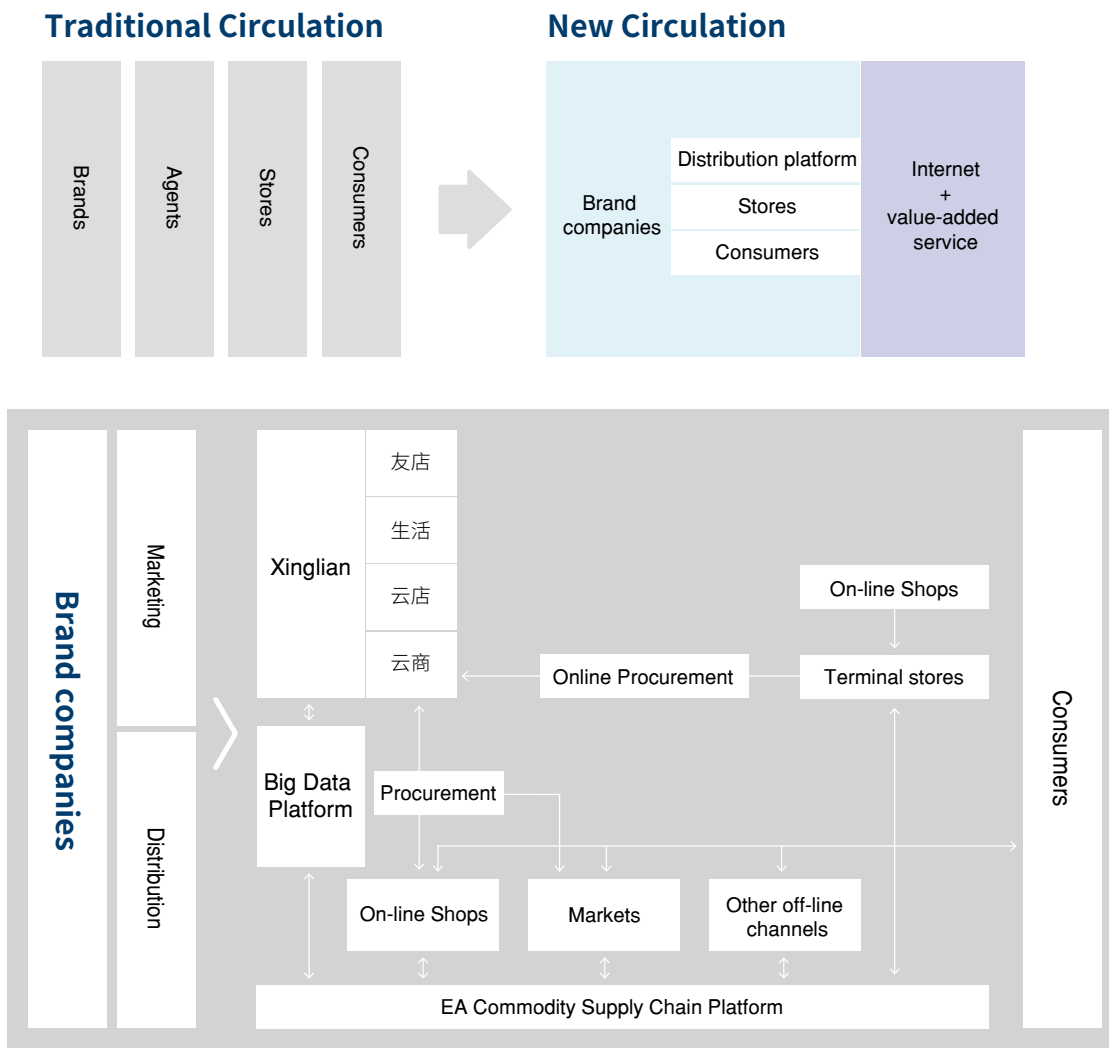 Traditional Circulation
New Circulation
Brands
Agents
Stores
Consumers
Brand
companies
Distribution platform
Stores
Consumers
Internet
+
value-added
service
Brand companies
Marketing
Distribution
Xinglian
友店
生活
云店
云商
Big Data
Platform
Procurement
Online Procurement
On-line Shops
Terminal stores
On-line Shops
Markets
Other off-line
channels
EA Commodity Supply Chain Platform
Consumers